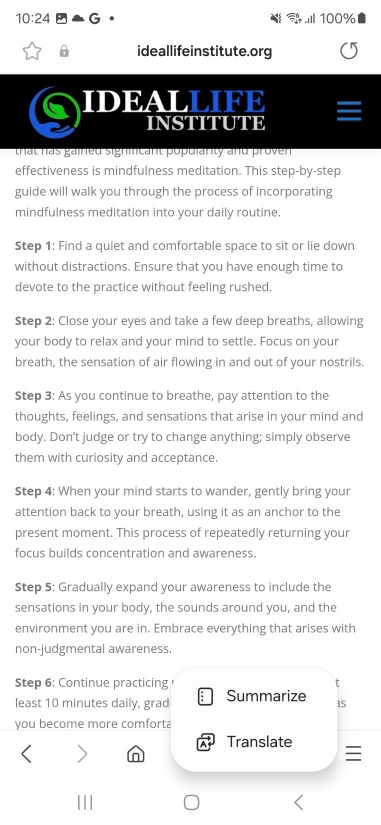 10:24 G • 100%
ideallifeinstitute.org
IDEALLIFE
INSTITUTE
that has gained significant popularity and proven
effectiveness is mindfulness meditation. This step-by-step
guide will walk you through the process of incorporating
mindfulness meditation into your daily routine.
Step 1: Find a quiet and comfortable space to sit or lie down
without distractions. Ensure that you have enough time to
devote to the practice without feeling rushed.
Step 2: Close your eyes and take a few deep breaths, allowing
your body to relax and your mind to settle. Focus on your
breath, the sensation of air flowing in and out of your nostrils.
Step 3: As you continue to breathe, pay attention to the
thoughts, feelings, and sensations that arise in your mind and
body. Don’t judge or try to change anything; simply observe
them with curiosity and acceptance.
Step 4: When your mind starts to wander, gently bring your
attention back to your breath, using it as an anchor to the
present moment. This process of repeatedly returning your
focus builds concentration and awareness.
Step 5: Gradually expand your awareness to include the
sensations in your body, the sounds around you, and the
environment you are in. Embrace everything that arises with
non-judgmental awareness.
Step 6: Continue practicing
least 10 minutes daily, as
you become more
Summarize
Translate